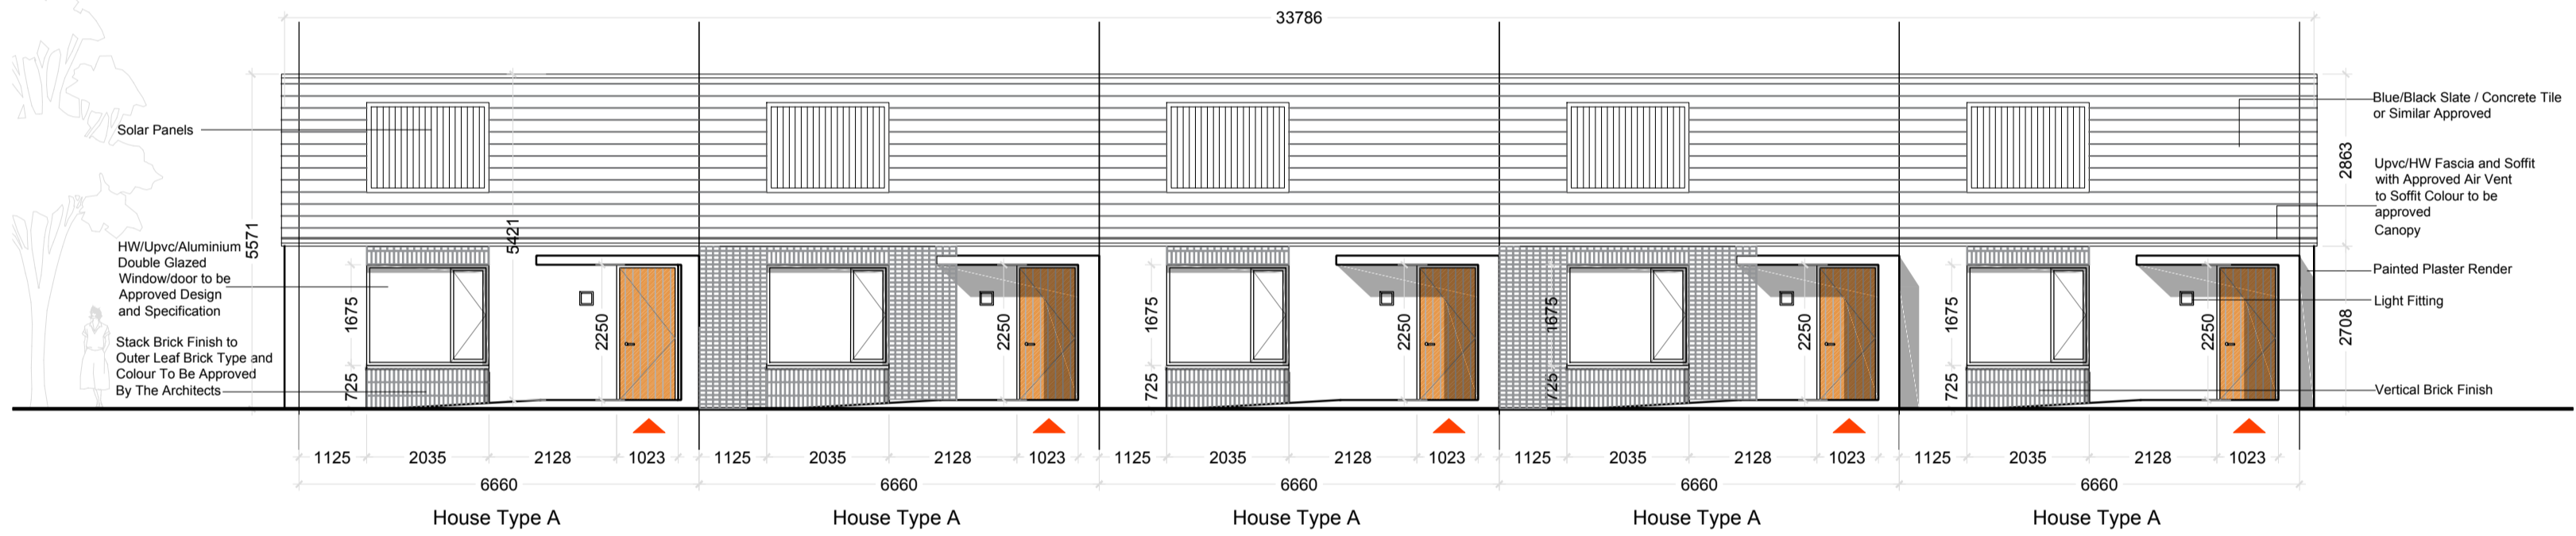 33786
Solar Panels
Blue/Black Slate / Concrete Tile
or Similar Approved
2863
Upvc/HW Fascia and Soffit
with Approved Air Vent
to Soffit Colour to be
approved
Canopy
5571
5421
HW/Upvc/Aluminium
Double Glazed
Window/door to be
Approved Design
and Specification
Stack Brick Finish to
Outer Leaf Brick Type and
Colour To Be Approved
By The Architects
Painted Plaster Render
Light Fitting
2708
Vertical Brick Finish
1675 2250 1675 2250 1675 2250 1675 2250 1675 2250
725 725 725 725 725
1125 2035 2128 1023 1125 2035 2128 1023 1125 2035 2128 1023 1125 2035 2128 1023 1125 2035 2128 1023
6660 6660 6660 6660 6660
House Type A House Type A House Type A House Type A House Type A